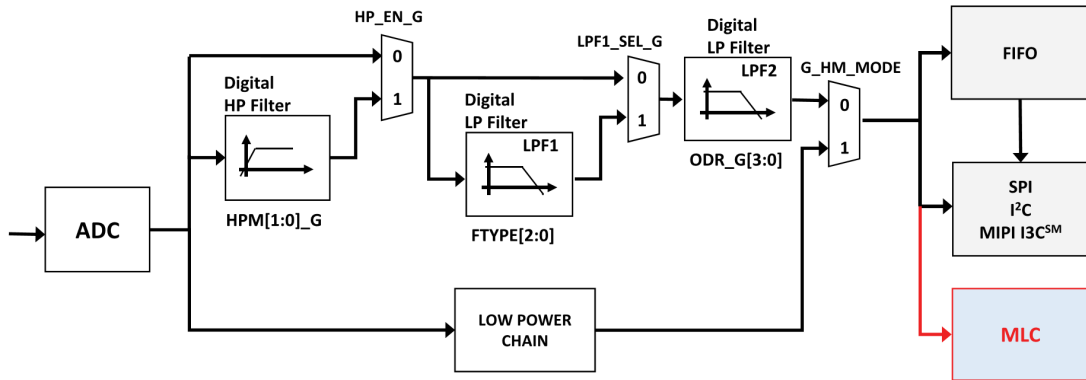 HP_EN_G
0
1
Digital
HP Filter
HPM[1:0]_G
ADC
Digital
LP Filter
LPF1
FTYPE[2:0]
LPF1_SEL_G
0
1
Digital
LP Filter
LPF2
ODR_G[3:0]
G_HM_MODE
0
1
LOW POWER
CHAIN
FIFO
SPI
I²C
MIPI I3C℠
MLC